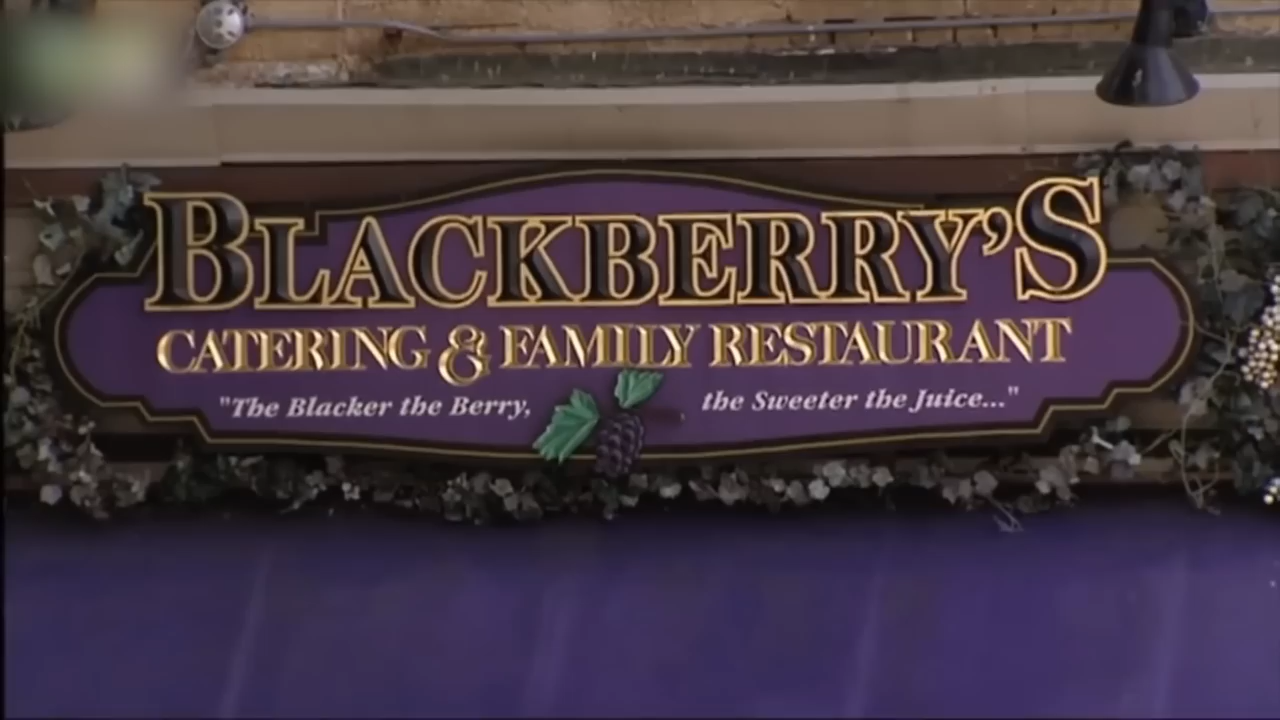 BLACKBERRY'S
CATERING & FAMILY RESTAURANT
"The Blacker the Berry, the Sweeter the Juice..."